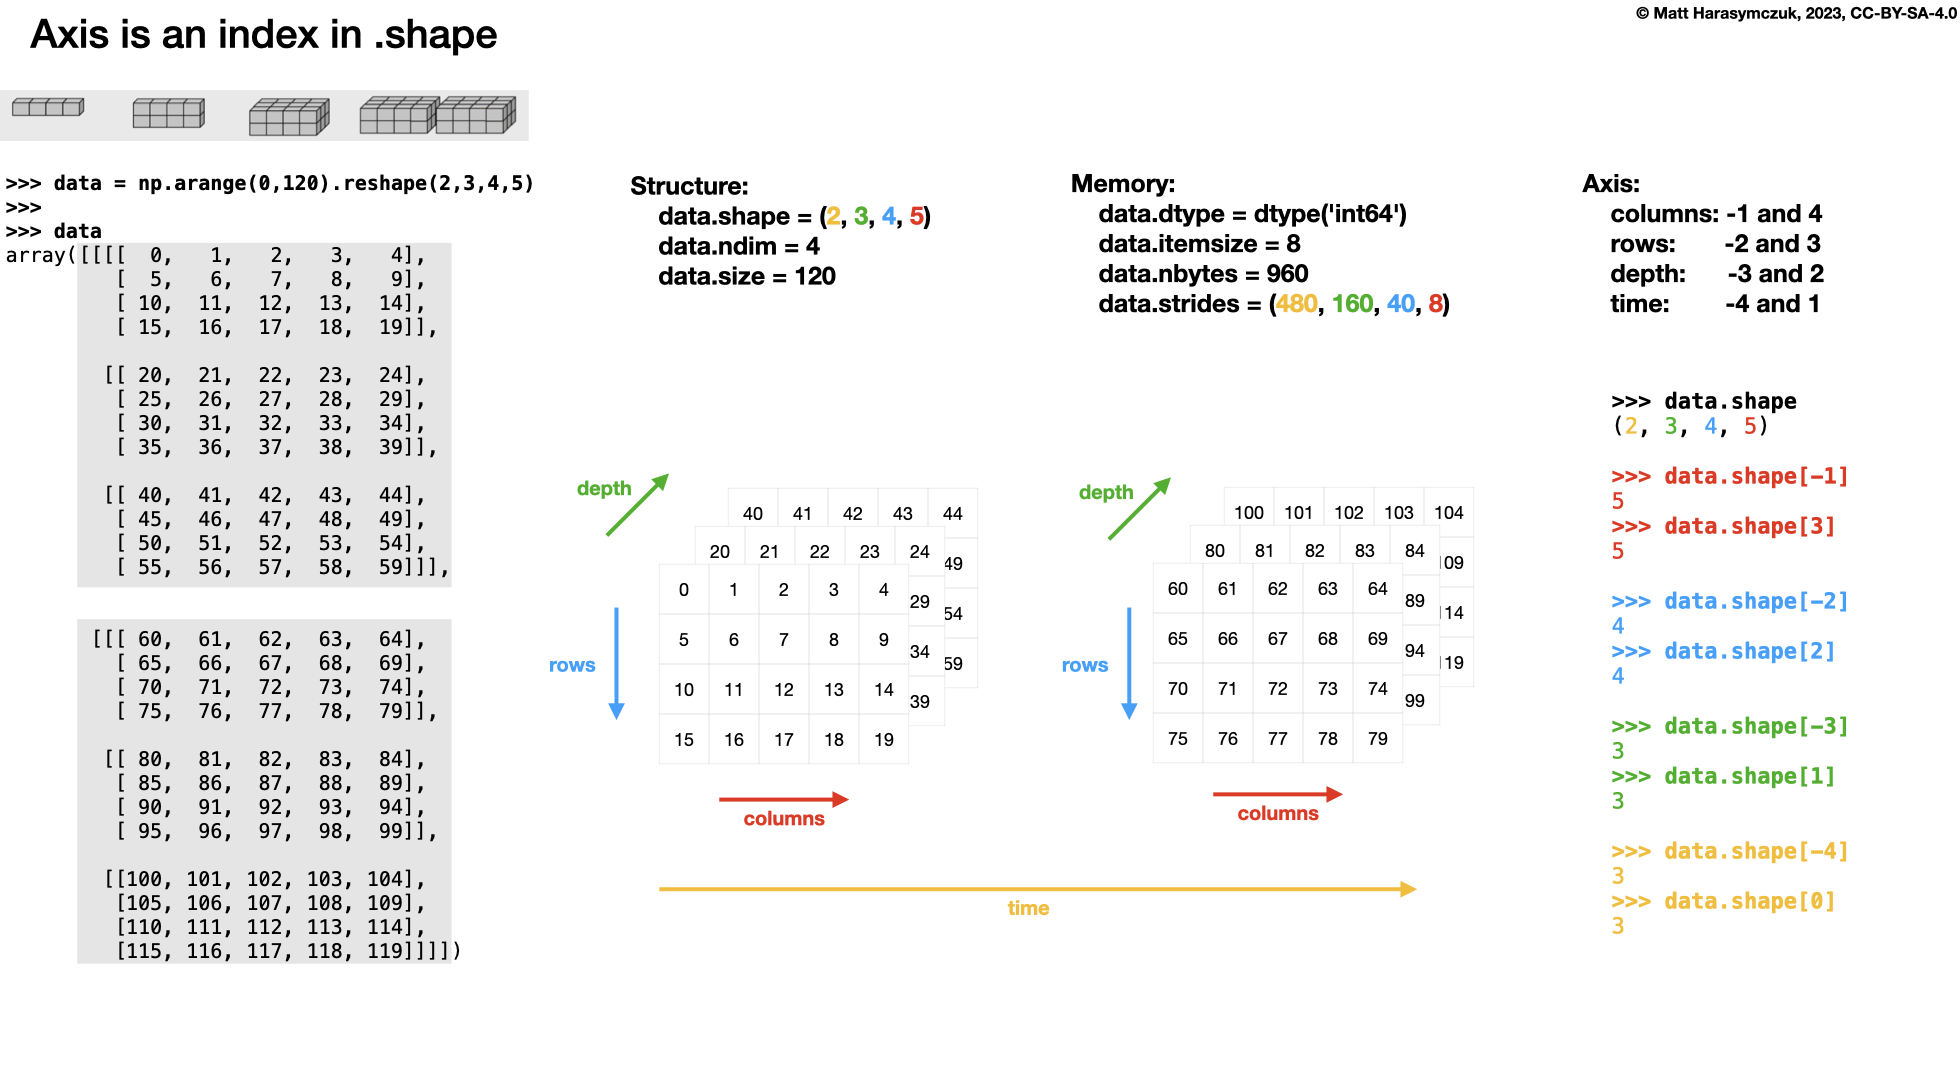 © Matt Harasymczuk, 2023, CC-BY-SA-4.0
Axis is an index in .shape
>>> data = np.arange(0,120).reshape(2,3,4,5)
>>>
>>> data
array([[[[  0,   1,   2,   3,   4],
[  5,   6,   7,   8,   9],
[ 10,  11,  12,  13,  14],
[ 15,  16,  17,  18,  19]],
[[ 20,  21,  22,  23,  24],
[ 25,  26,  27,  28,  29],
[ 30,  31,  32,  33,  34],
[ 35,  36,  37,  38,  39]],
[[ 40,  41,  42,  43,  44],
[ 45,  46,  47,  48,  49],
[ 50,  51,  52,  53,  54],
[ 55,  56,  57,  58,  59]]],
[[[ 60,  61,  62,  63,  64],
[ 65,  66,  67,  68,  69],
[ 70,  71,  72,  73,  74],
[ 75,  76,  77,  78,  79]],
[[ 80,  81,  82,  83,  84],
[ 85,  86,  87,  88,  89],
[ 90,  91,  92,  93,  94],
[ 95,  96,  97,  98,  99]],
[[100, 101, 102, 103, 104],
[105, 106, 107, 108, 109],
[110, 111, 112, 113, 114],
[115, 116, 117, 118, 119]]]])
Structure:
data.shape = (2, 3, 4, 5)
data.ndim = 4
data.size = 120
Memory:
data.dtype = dtype('int64')
data.itemsize = 8
data.nbytes = 960
data.strides = (480, 160, 40, 8)
Axis:
columns: -1 and 4
rows: -2 and 3
depth: -3 and 2
time: -4 and 1
depth
40 41 42 43 44
20 21 22 23 24 49
0 1 2 3 4 29 54
5 6 7 8 9 34 59
10 11 12 13 14 39
15 16 17 18 19
rows
columns
depth
100 101 102 103 104
80 81 82 83 84 109
60 61 62 63 64 89 114
65 66 67 68 69 94 119
70 71 72 73 74 99
75 76 77 78 79
rows
columns
time
>>> data.shape
(2, 3, 4, 5)
>>> data.shape[-1]
5
>>> data.shape[3]
5
>>> data.shape[-2]
4
>>> data.shape[2]
4
>>> data.shape[-3]
3
>>> data.shape[1]
3
>>> data.shape[-4]
3
>>> data.shape[0]
3